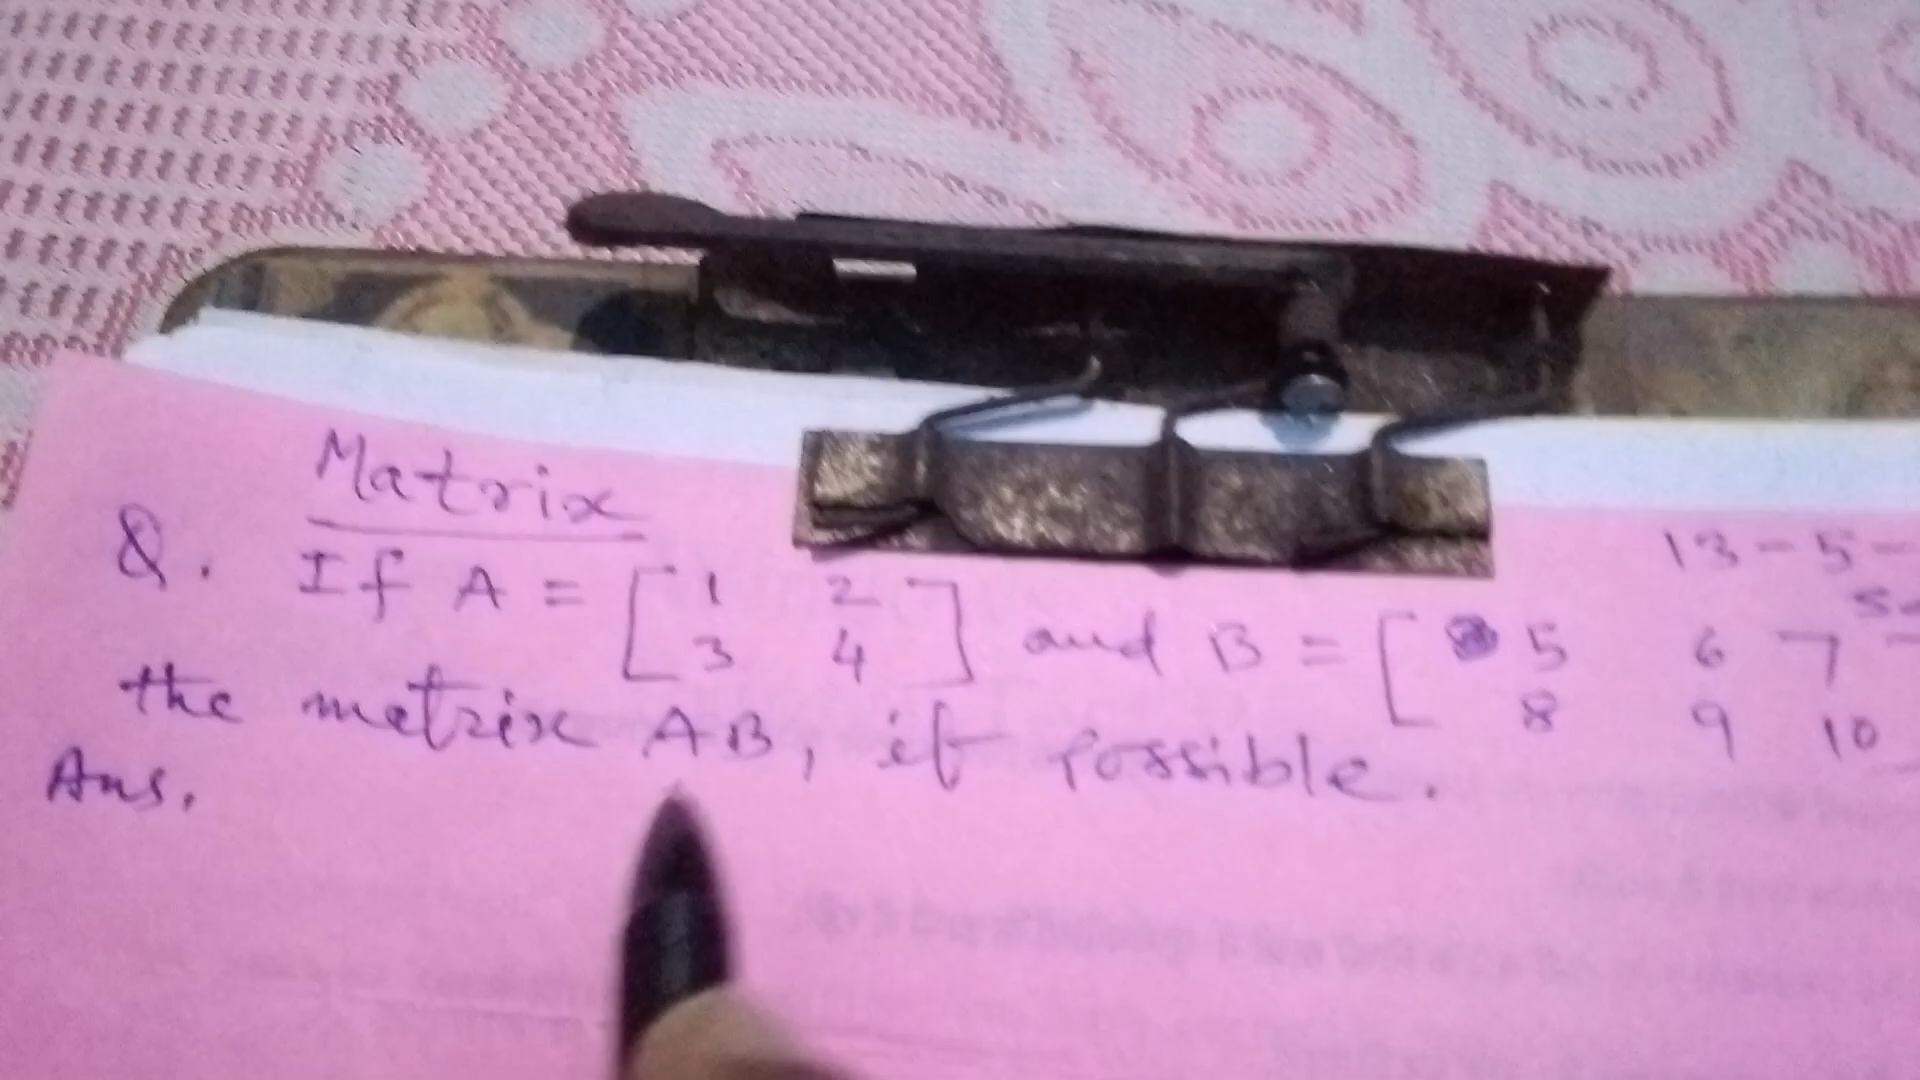 Matrix
13-5-
Q. If A = [ 1 2 ] and B = [ 5 6 7
3 4 8 9 10
the matrix AB, if possible.
Ans.